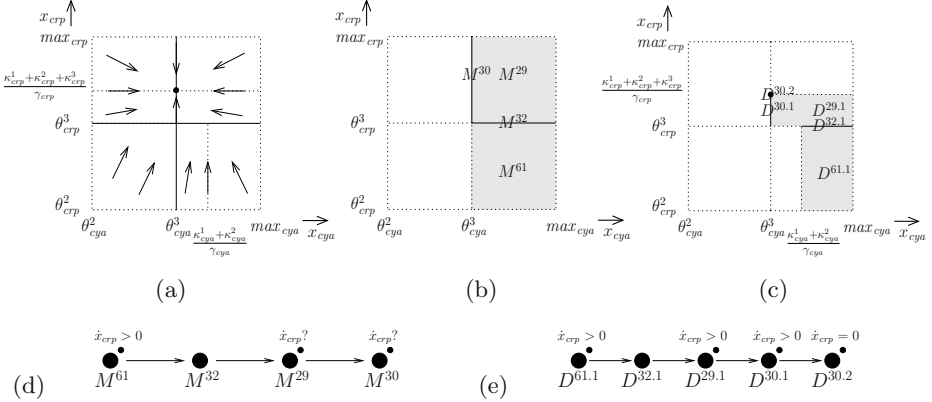 x_crp
max_crp
κ^1_crp+κ^2_crp+κ^3_crp / γ_crp
θ^3_crp
θ^2_crp
θ^2_cya
θ^3_cya
κ^1_cya+κ^2_cya / γ_cya
max_cya
x_cya
(a)
x_crp
max_crp
M^30 M^29
θ^3_crp
M^32
M^61
θ^2_crp
θ^2_cya
θ^3_cya
max_cya
x_cya
(b)
x_crp
max_crp
κ^1_crp+κ^2_crp+κ^3_crp / γ_crp
D^30.2
D^30.1 D^29.1
θ^3_crp
D^32.1
D^61.1
θ^2_crp
θ^2_cya
θ^3_cya
κ^1_cya+κ^2_cya / γ_cya
max_cya
x_cya
(c)
ẋ_crp > 0 ẋ_crp? ẋ_crp?
(d)
M^61 M^32 M^29 M^30
ẋ_crp > 0 ẋ_crp > 0 ẋ_crp > 0 ẋ_crp = 0
(e)
D^61.1 D^32.1 D^29.1 D^30.1 D^30.2